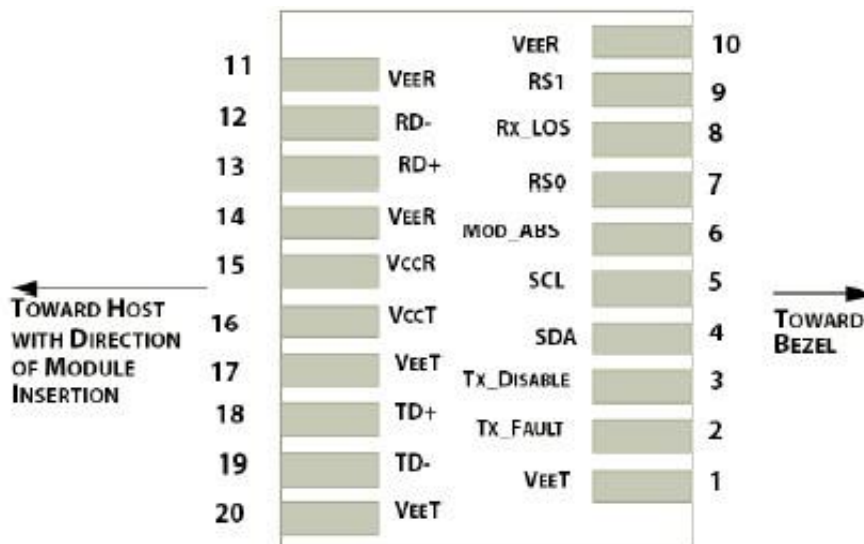 11 VEER
12 RD-
13 RD+
14 VEER
15 VCCR
16 VCCT
17 VEET
18 TD+
19 TD-
20 VEET
VEER 10
RS1 9
RX_LOS 8
RS0 7
MOD_ABS 6
SCL 5
SDA 4
TX_DISABLE 3
TX_FAULT 2
VEET 1
TOWARD HOST
WITH DIRECTION
OF MODULE
INSERTION
TOWARD
BEZEL